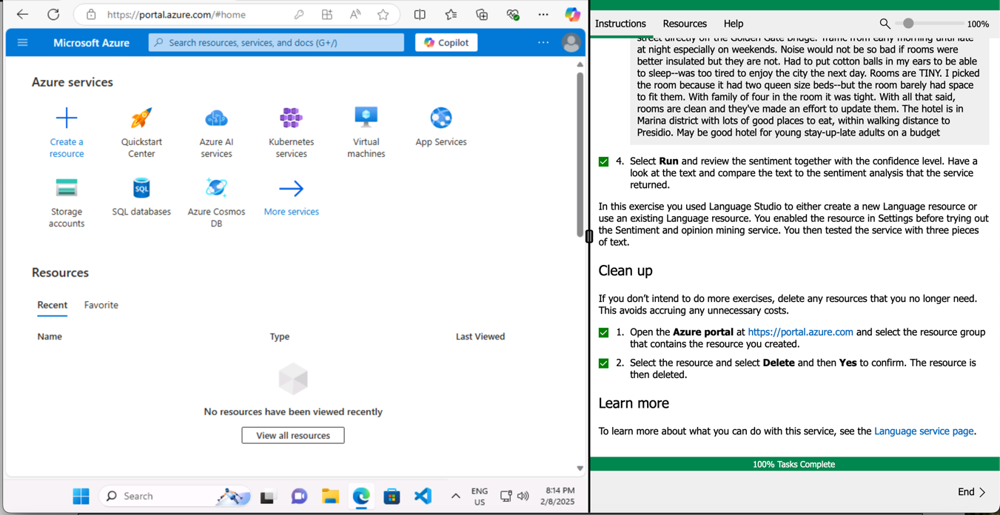 https://portal.azure.com/#home
Microsoft Azure
Search resources, services, and docs (G+/)
Copilot
Azure services
Create a
resource
Quickstart
Center
Azure AI
services
Kubernetes
services
Virtual
machines
App Services
Storage
accounts
SQL
SQL databases
Azure Cosmos
DB
More services
Resources
Recent
Favorite
Name
Type
Last Viewed
No resources have been viewed recently
View all resources
Search
ENG
US
8:14 PM
2/8/2025
Instructions
Resources
Help
100%
street directly off the Golden Gate Bridge. Traffic from early morning until late
at night especially on weekends. Noise would not be so bad if rooms were
better insulated but they are not. Had to put cotton balls in my ears to be able
to sleep--was too tired to enjoy the city the next day. Rooms are TINY. I picked
the room because it had two queen size beds--but the room barely had space
to fit them. With family of four in the room it was tight. With all that said,
rooms are clean and they've made an effort to update them. The hotel is in
Marina district with lots of good places to eat, within walking distance to
Presidio. May be good hotel for young stay-up-late adults on a budget
4. Select Run and review the sentiment together with the confidence level. Have a
look at the text and compare the text to the sentiment analysis that the service
returned.
In this exercise you used Language Studio to either create a new Language resource or
use an existing Language resource. You enabled the resource in Settings before trying out
the Sentiment and opinion mining service. You then tested the service with three pieces
of text.
Clean up
If you don’t intend to do more exercises, delete any resources that you no longer need.
This avoids accruing any unnecessary costs.
1. Open the Azure portal at https://portal.azure.com and select the resource group
that contains the resource you created.
2. Select the resource and select Delete and then Yes to confirm. The resource is
then deleted.
Learn more
To learn more about what you can do with this service, see the Language service page.
100% Tasks Complete
End